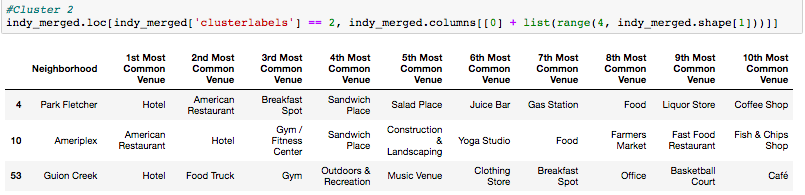 #Cluster 2
indy_merged.loc[indy_merged['clusterlabels'] == 2, indy_merged.columns[[0] + list(range(4, indy_merged.shape[1]))]]
Neighborhood 1st Most Common Venue 2nd Most Common Venue 3rd Most Common Venue 4th Most Common Venue 5th Most Common Venue 6th Most Common Venue 7th Most Common Venue 8th Most Common Venue 9th Most Common Venue 10th Most Common Venue
4 Park Fletcher Hotel American Restaurant Breakfast Spot Sandwich Place Salad Place Juice Bar Gas Station Food Liquor Store Coffee Shop
10 Ameriplex American Restaurant Hotel Gym / Fitness Center Sandwich Place Construction & Landscaping Yoga Studio Food Farmers Market Fast Food Restaurant Fish & Chips Shop
53 Guion Creek Hotel Food Truck Gym Outdoors & Recreation Music Venue Clothing Store Breakfast Spot Office Basketball Court Café